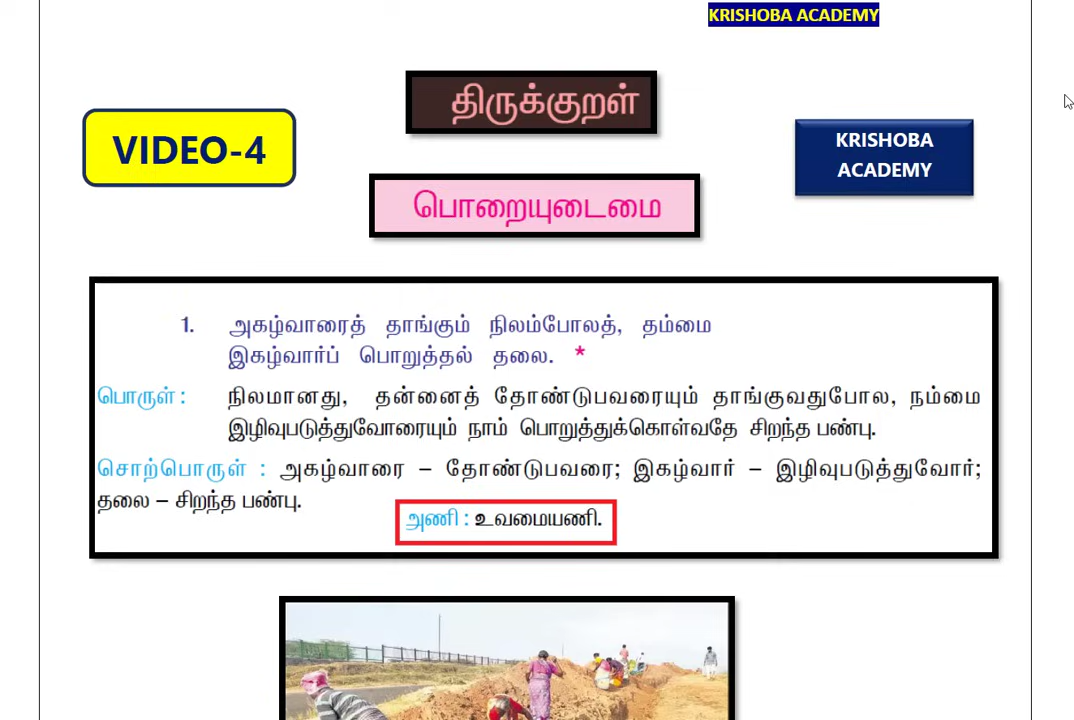 KRISHOBA ACADEMY
திருக்குறள்
VIDEO-4
KRISHOBA
ACADEMY
பொறையுடைமை
1. அகழ்வாரைத் தாங்கும் நிலம்போலத், தம்மை
இகழ்வார்ப் பொறுத்தல் தலை. *
பொருள் : நிலமானது, தன்னைத் தோண்டுபவரையும் தாங்குவதுபோல, நம்மை
இழிவுபடுத்துவோரையும் நாம் பொறுத்துக்கொள்வதே சிறந்த பண்பு.
சொற்பொருள் : அகழ்வாரை – தோண்டுபவரை; இகழ்வார் – இழிவுபடுத்துவோர்;
தலை – சிறந்த பண்பு.
அணி : உவமையணி.